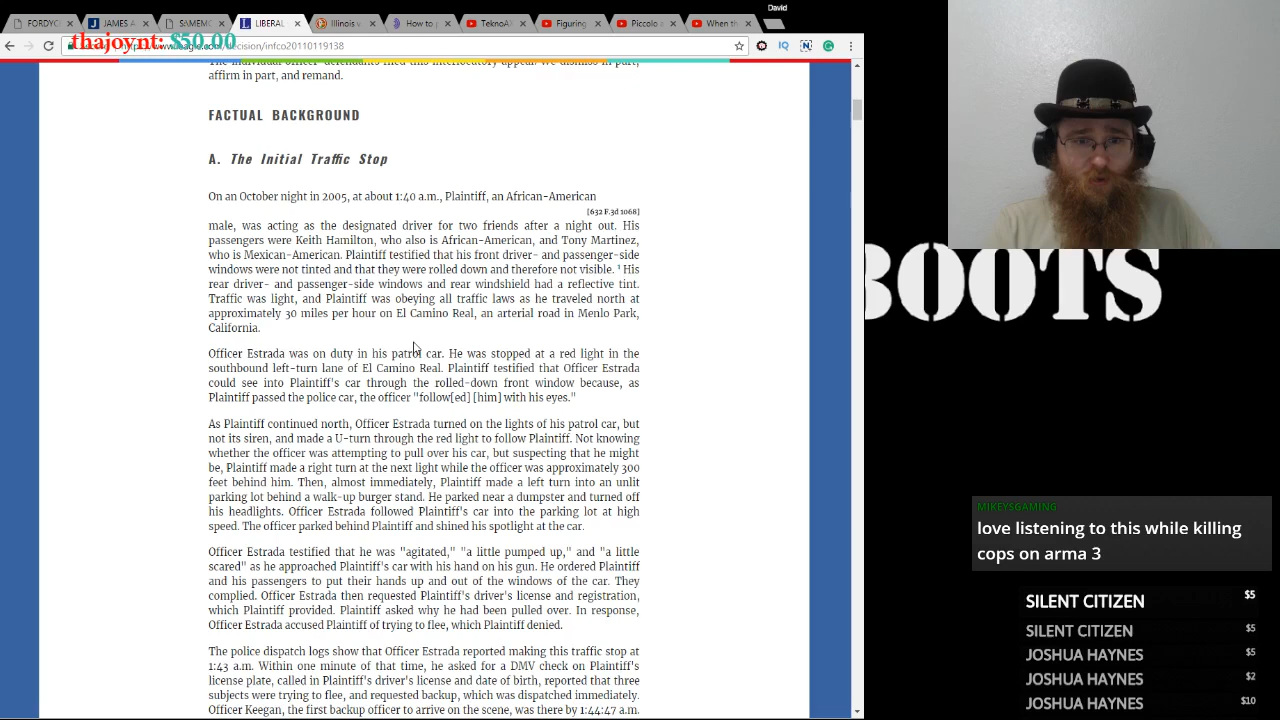 David
FORDYC
JAMES A
SAMEMC
LIBERAL
Illinois v
How to p
TeknoAX
Figuring
Piccolo a
When th
thajoynt: $50.00
eagle.com/decision/infco20110119138
IQ
N
affirm in part, and remand.
FACTUAL BACKGROUND
A. The Initial Traffic Stop
On an October night in 2005, at about 1:40 a.m., Plaintiff, an African-American
[632 F.3d 1068]
male, was acting as the designated driver for two friends after a night out. His
passengers were Keith Hamilton, who also is African-American, and Tony Martinez,
who is Mexican-American. Plaintiff testified that his front driver- and passenger-side
windows were not tinted and that they were rolled down and therefore not visible. 1 His
rear driver- and passenger-side windows and rear windshield had a reflective tint.
Traffic was light, and Plaintiff was obeying all traffic laws as he traveled north at
approximately 30 miles per hour on El Camino Real, an arterial road in Menlo Park,
California.
Officer Estrada was on duty in his patrol car. He was stopped at a red light in the
southbound left-turn lane of El Camino Real. Plaintiff testified that Officer Estrada
could see into Plaintiff's car through the rolled-down front window because, as
Plaintiff passed the police car, the officer "follow[ed] [him] with his eyes."
As Plaintiff continued north, Officer Estrada turned on the lights of his patrol car, but
not its siren, and made a U-turn through the red light to follow Plaintiff. Not knowing
whether the officer was attempting to pull over his car, but suspecting that he might
be, Plaintiff made a right turn at the next light while the officer was approximately 300
feet behind him. Then, almost immediately, Plaintiff made a left turn into an unlit
parking lot behind a walk-up burger stand. He parked near a dumpster and turned off
his headlights. Officer Estrada followed Plaintiff's car into the parking lot at high
speed. The officer parked behind Plaintiff and shined his spotlight at the car.
Officer Estrada testified that he was "agitated," "a little pumped up," and "a little
scared" as he approached Plaintiff's car with his hand on his gun. He ordered Plaintiff
and his passengers to put their hands up and out of the windows of the car. They
complied. Officer Estrada then requested Plaintiff's driver's license and registration,
which Plaintiff provided. Plaintiff asked why he had been pulled over. In response,
Officer Estrada accused Plaintiff of trying to flee, which Plaintiff denied.
The police dispatch logs show that Officer Estrada reported making this traffic stop at
1:43 a.m. Within one minute of that time, he asked for a DMV check on Plaintiff's
license plate, called in Plaintiff's driver's license and date of birth, reported that three
subjects were trying to flee, and requested backup, which was dispatched immediately.
Officer Keegan, the first backup officer to arrive on the scene, was there by 1:44:47 a.m.
BOOTS
MIKEYSGAMING
love listening to this while killing
cops on arma 3
SILENT CITIZEN $5
SILENT CITIZEN $5
JOSHUA HAYNES $5
JOSHUA HAYNES $2
JOSHUA HAYNES $10